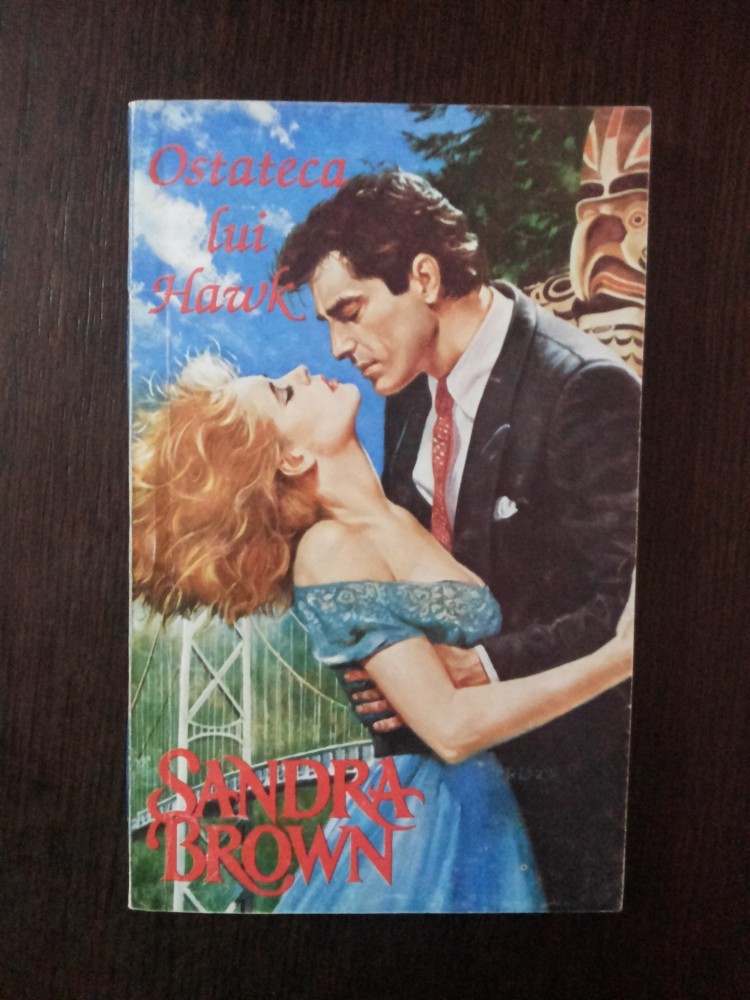 Ostateca
lui
Hawk
SANDRA
BROWN